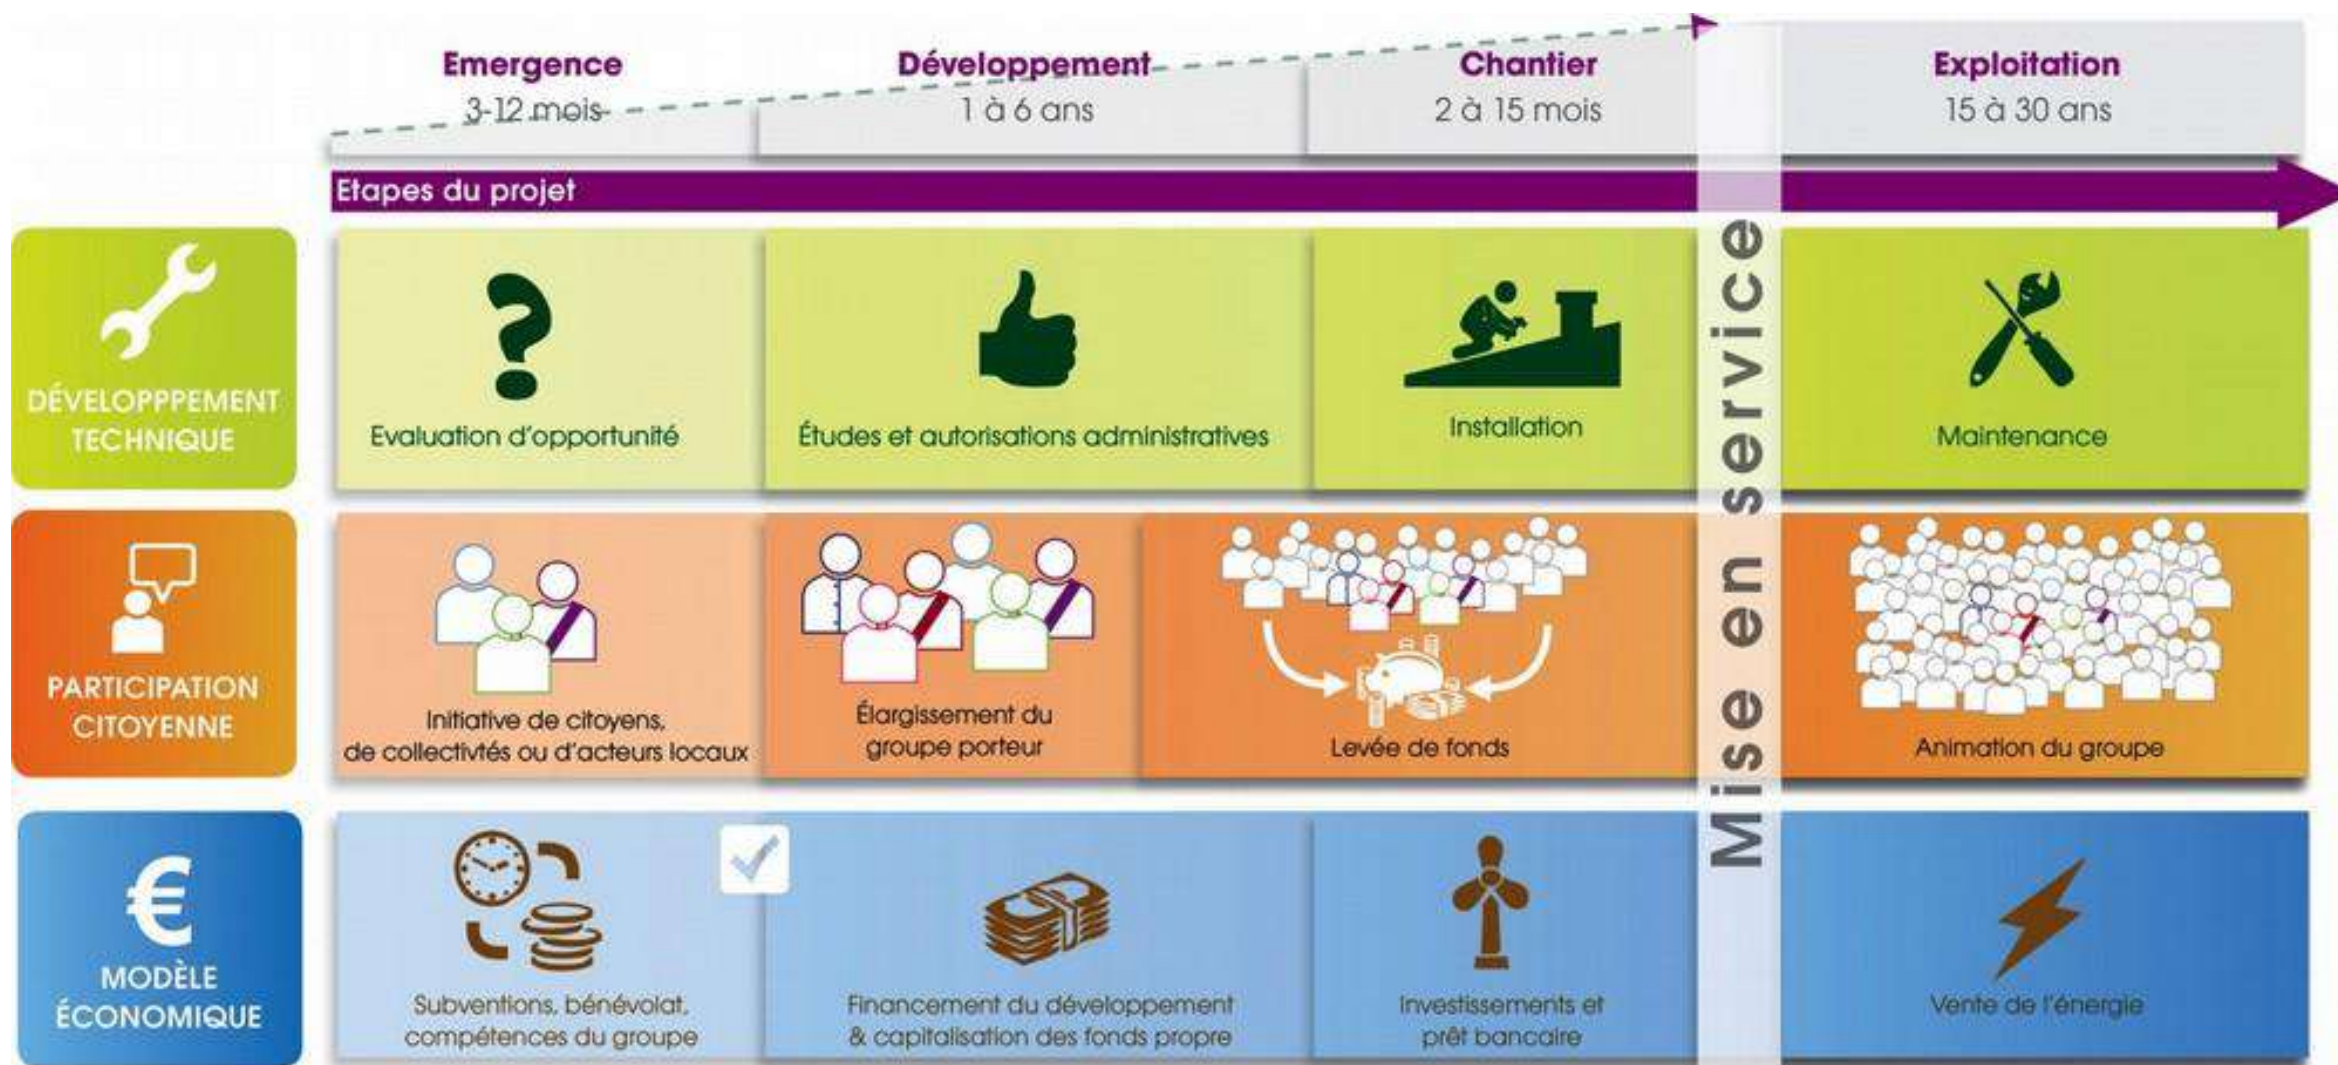 Emergence
3-12 mois
Développement
1 à 6 ans
Chantier
2 à 15 mois
Exploitation
15 à 30 ans
Etapes du projet
Mise en service
DÉVELOPPPEMENT
TECHNIQUE
Evaluation d'opportunité
Études et autorisations administratives
Installation
Maintenance
PARTICIPATION
CITOYENNE
Initiative de citoyens,
de collectivtés ou d'acteurs locaux
Élargissement du
groupe porteur
Levée de fonds
Animation du groupe
€
MODÈLE
ÉCONOMIQUE
Subventions, bénévolat,
compétences du groupe
Financement du développement
& capitalisation des fonds propre
Investissements et
prêt bancaire
Vente de l'énergie